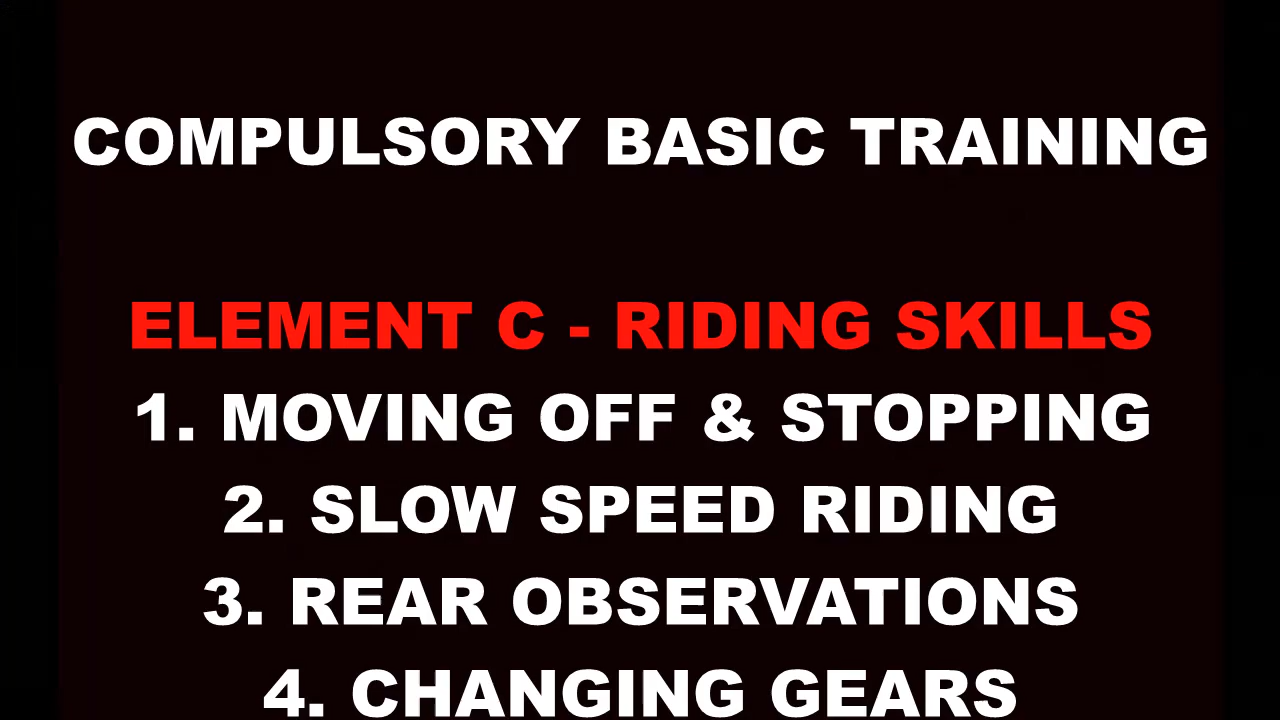 COMPULSORY BASIC TRAINING
ELEMENT C - RIDING SKILLS
1. MOVING OFF & STOPPING
2. SLOW SPEED RIDING
3. REAR OBSERVATIONS
4. CHANGING GEARS